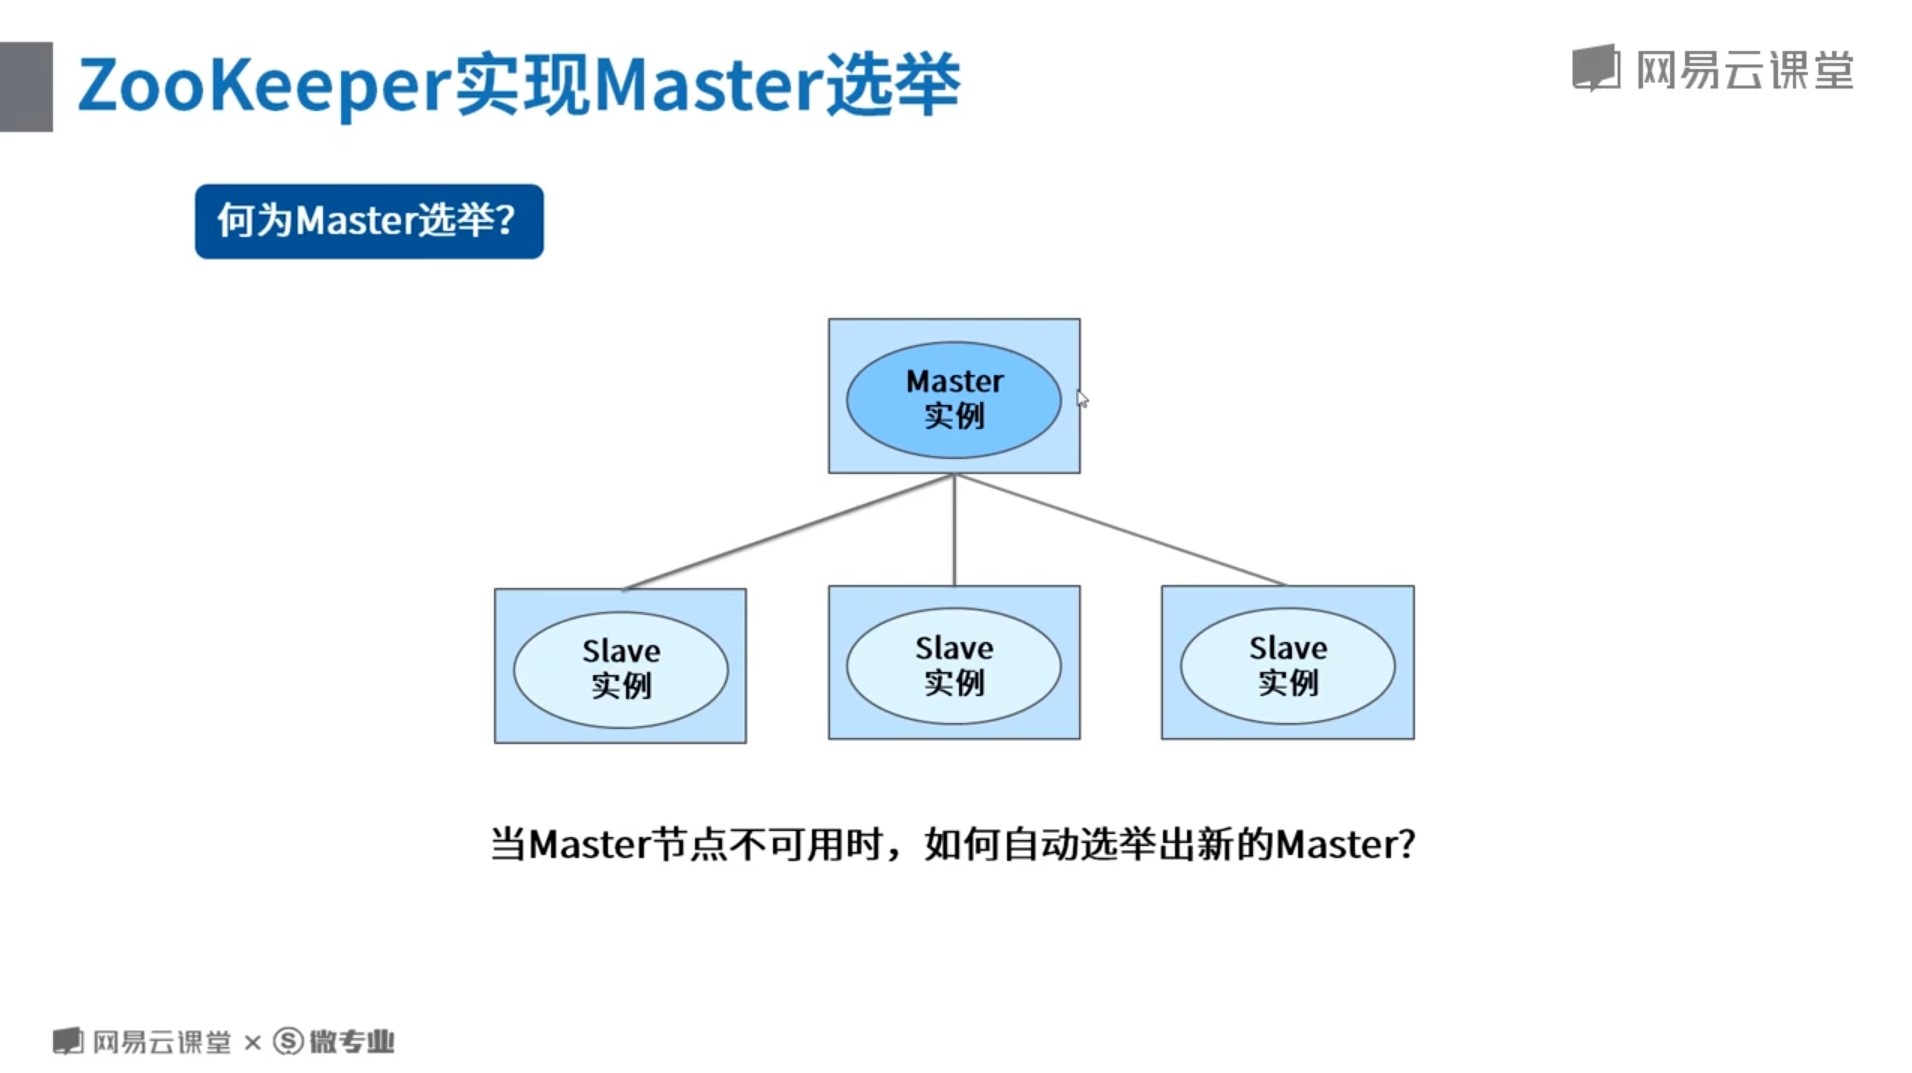 ZooKeeper实现Master选举
网易云课堂
何为Master选举？
Master
实例
Slave
实例
Slave
实例
Slave
实例
当Master节点不可用时，如何自动选举出新的Master?
网易云课堂 × S 微专业